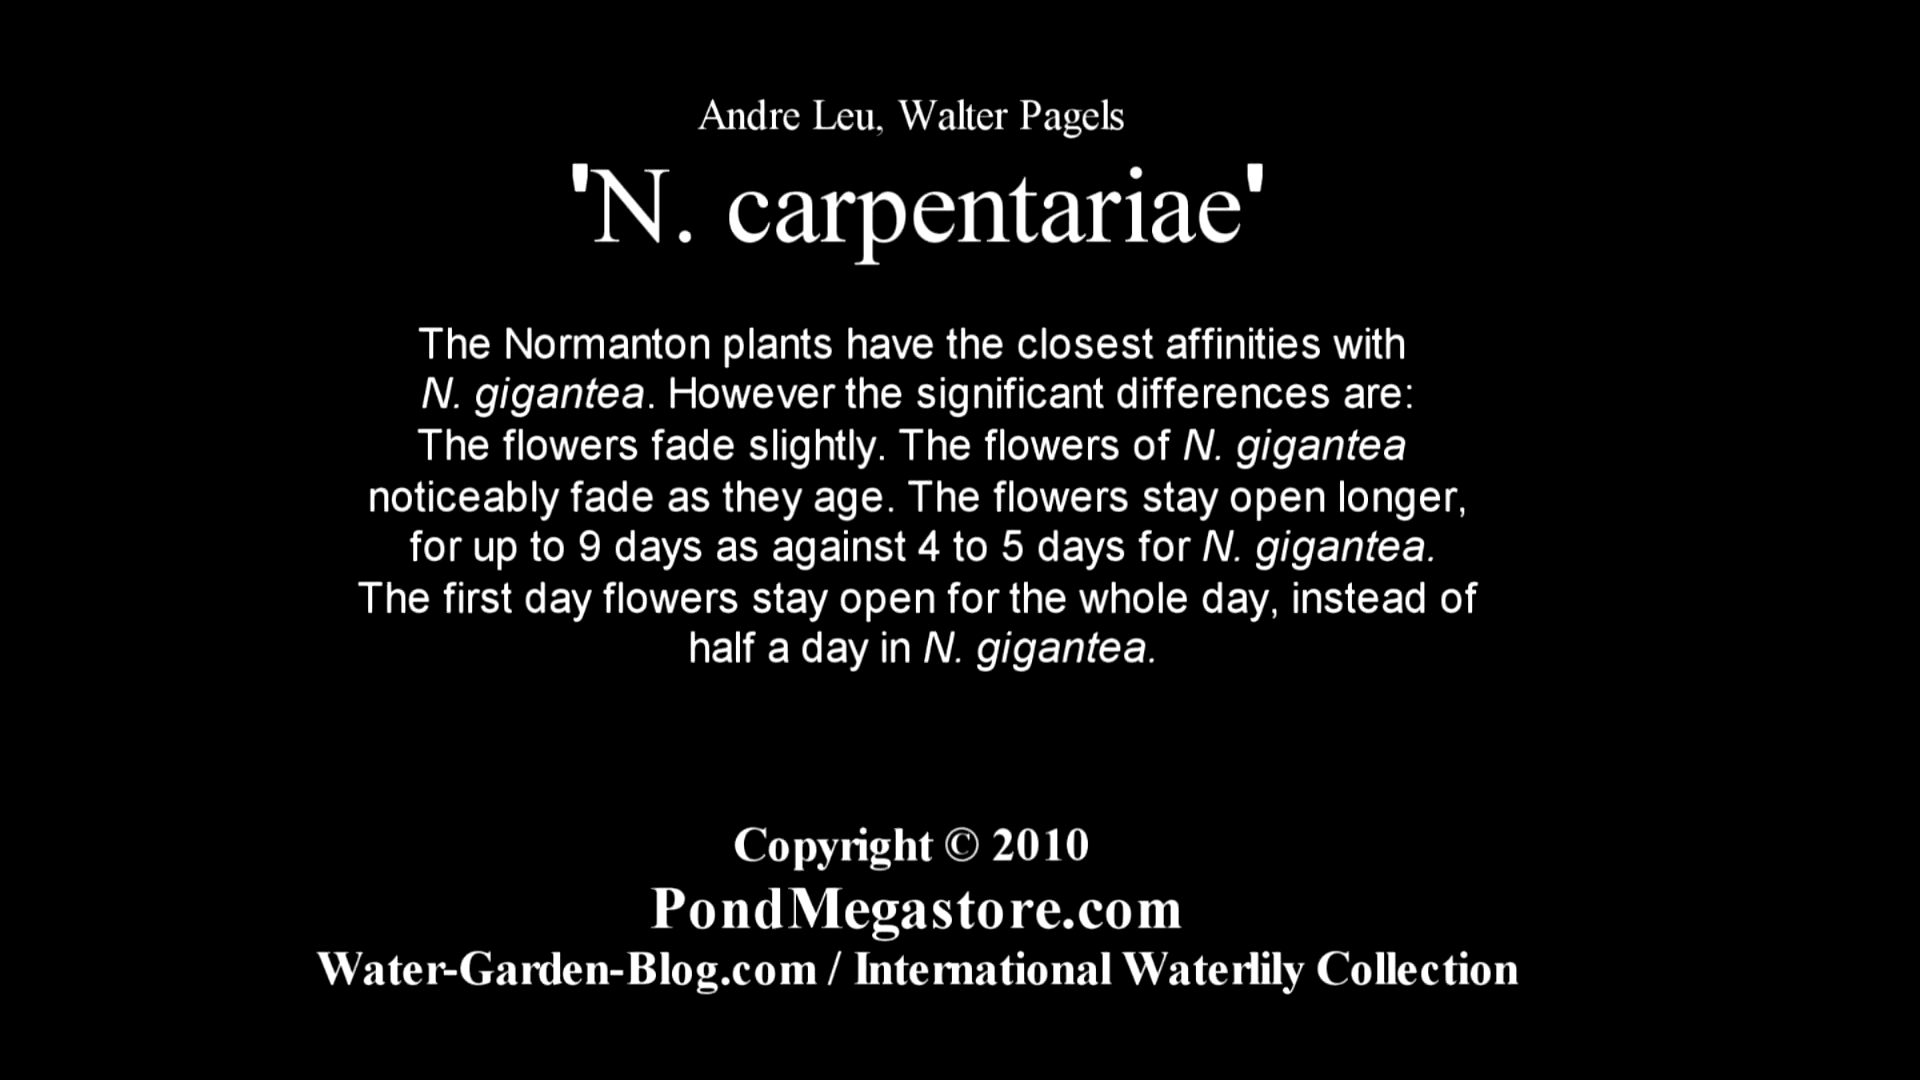 Andre Leu, Walter Pagels
'N. carpentariae'
The Normanton plants have the closest affinities with
N. gigantea. However the significant differences are:
The flowers fade slightly. The flowers of N. gigantea
noticeably fade as they age. The flowers stay open longer,
for up to 9 days as against 4 to 5 days for N. gigantea.
The first day flowers stay open for the whole day, instead of
half a day in N. gigantea.
Copyright © 2010
PondMegastore.com
Water-Garden-Blog.com / International Waterlily Collection